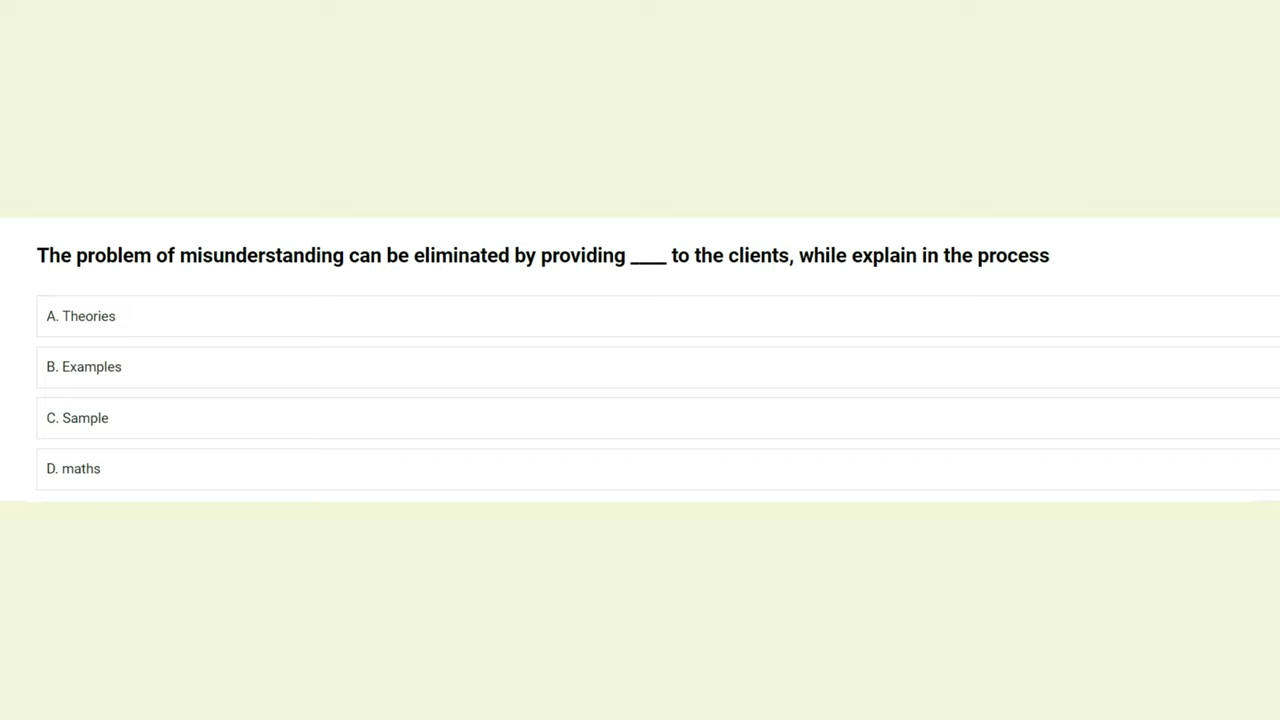 The problem of misunderstanding can be eliminated by providing ____ to the clients, while explain in the process
A. Theories
B. Examples
C. Sample
D. maths